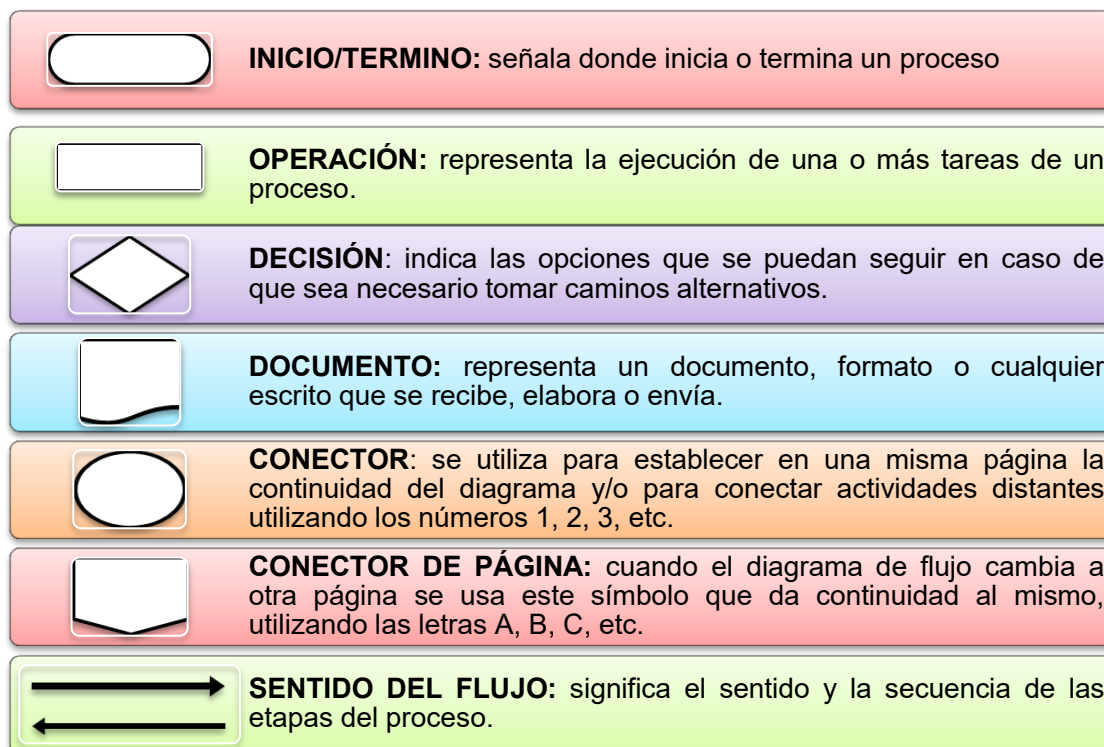 INICIO/TERMINO: señala donde inicia o termina un proceso
OPERACIÓN: representa la ejecución de una o más tareas de un
proceso.
DECISIÓN: indica las opciones que se puedan seguir en caso de
que sea necesario tomar caminos alternativos.
DOCUMENTO: representa un documento, formato o cualquier
escrito que se recibe, elabora o envía.
CONECTOR: se utiliza para establecer en una misma página la
continuidad del diagrama y/o para conectar actividades distantes
utilizando los números 1, 2, 3, etc.
CONECTOR DE PÁGINA: cuando el diagrama de flujo cambia a
otra página se usa este símbolo que da continuidad al mismo,
utilizando las letras A, B, C, etc.
SENTIDO DEL FLUJO: significa el sentido y la secuencia de las
etapas del proceso.